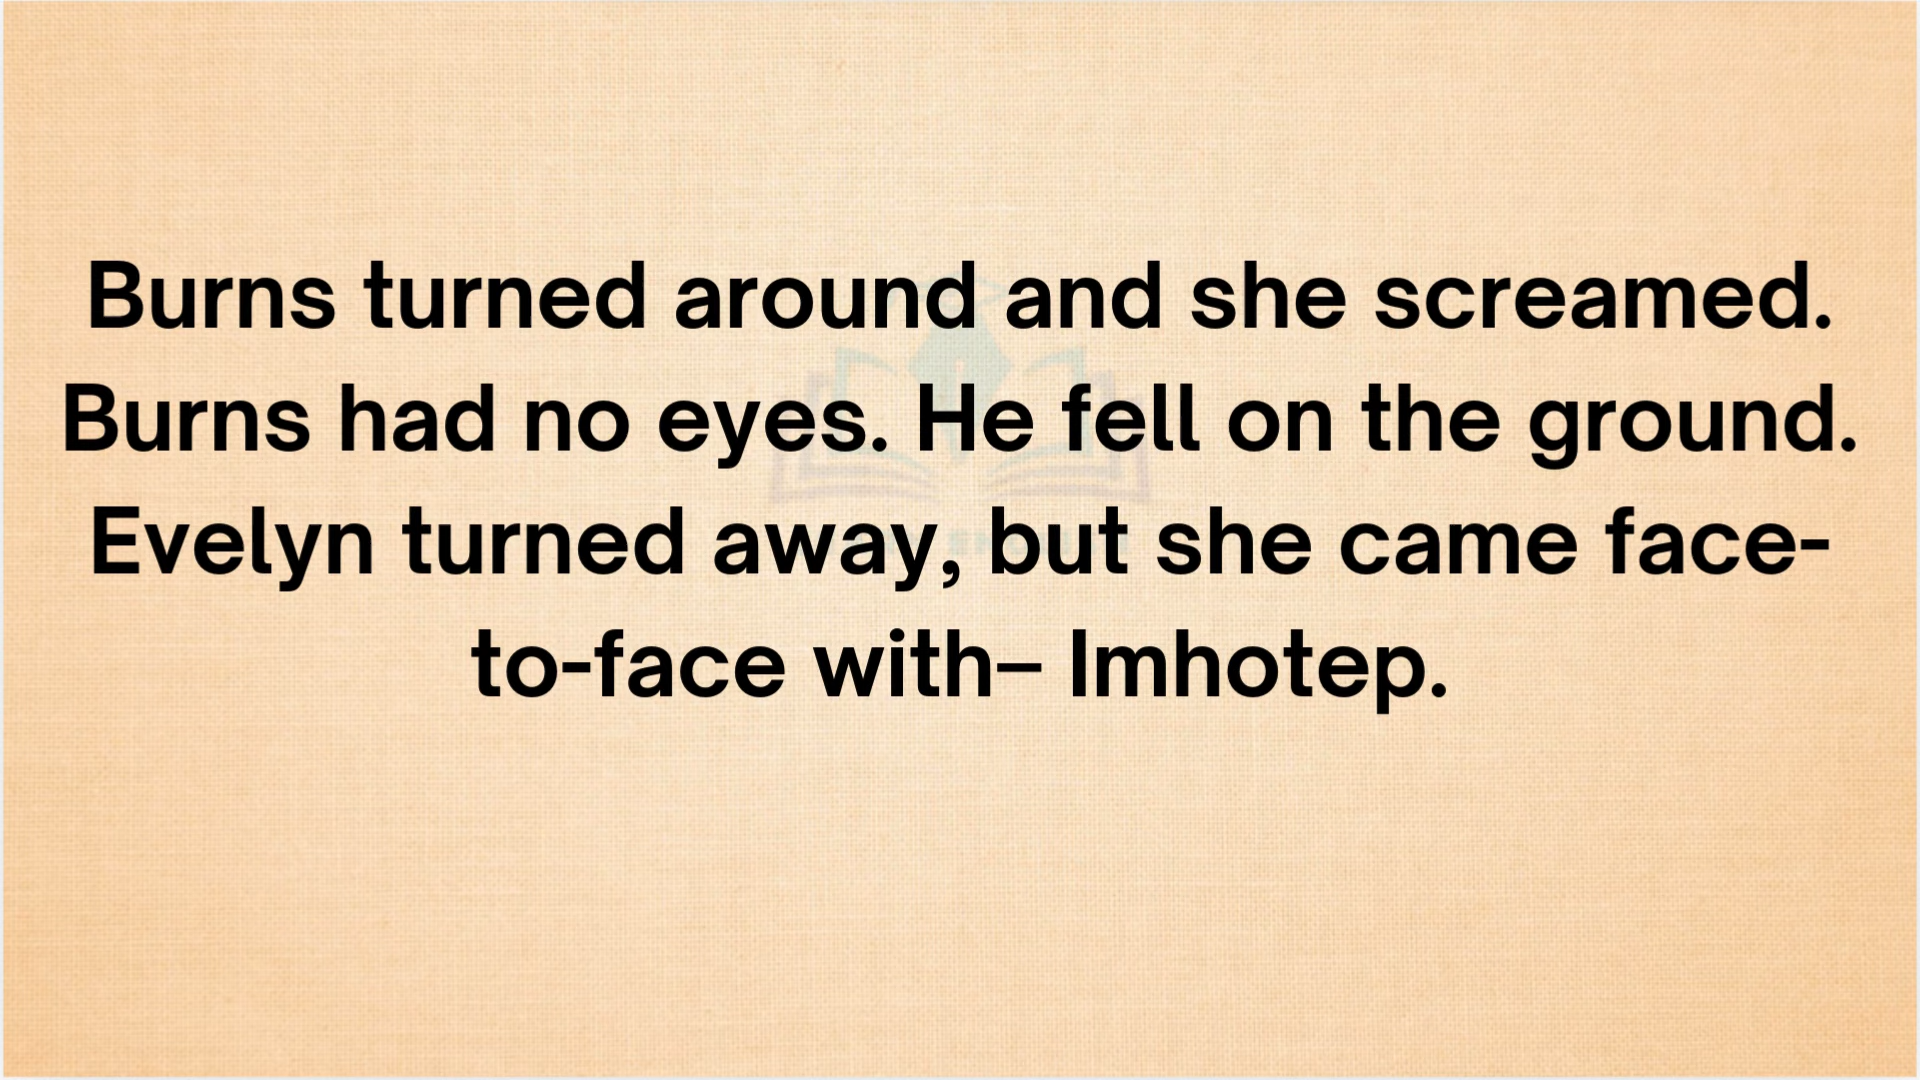 Burns turned around and she screamed.
Burns had no eyes. He fell on the ground.
Evelyn turned away, but she came face-
to-face with– Imhotep.